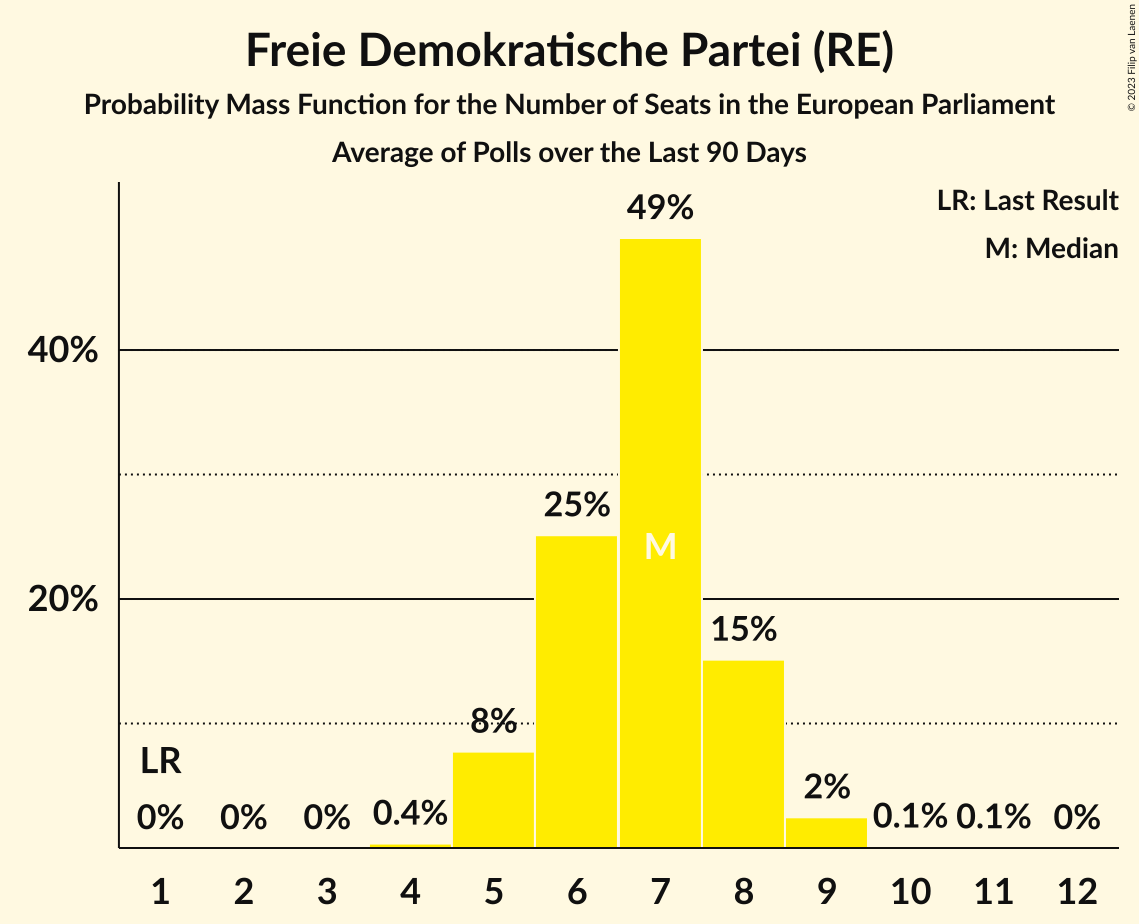 Freie Demokratische Partei (RE)
Probability Mass Function for the Number of Seats in the European Parliament
Average of Polls over the Last 90 Days
© 2023 Filip van Laenen
LR: Last Result
M: Median
49%
40%
25%
M
20%
15%
8%
LR
2%
0% 0% 0% 0.4% 0.1% 0.1% 0%
1 2 3 4 5 6 7 8 9 10 11 12